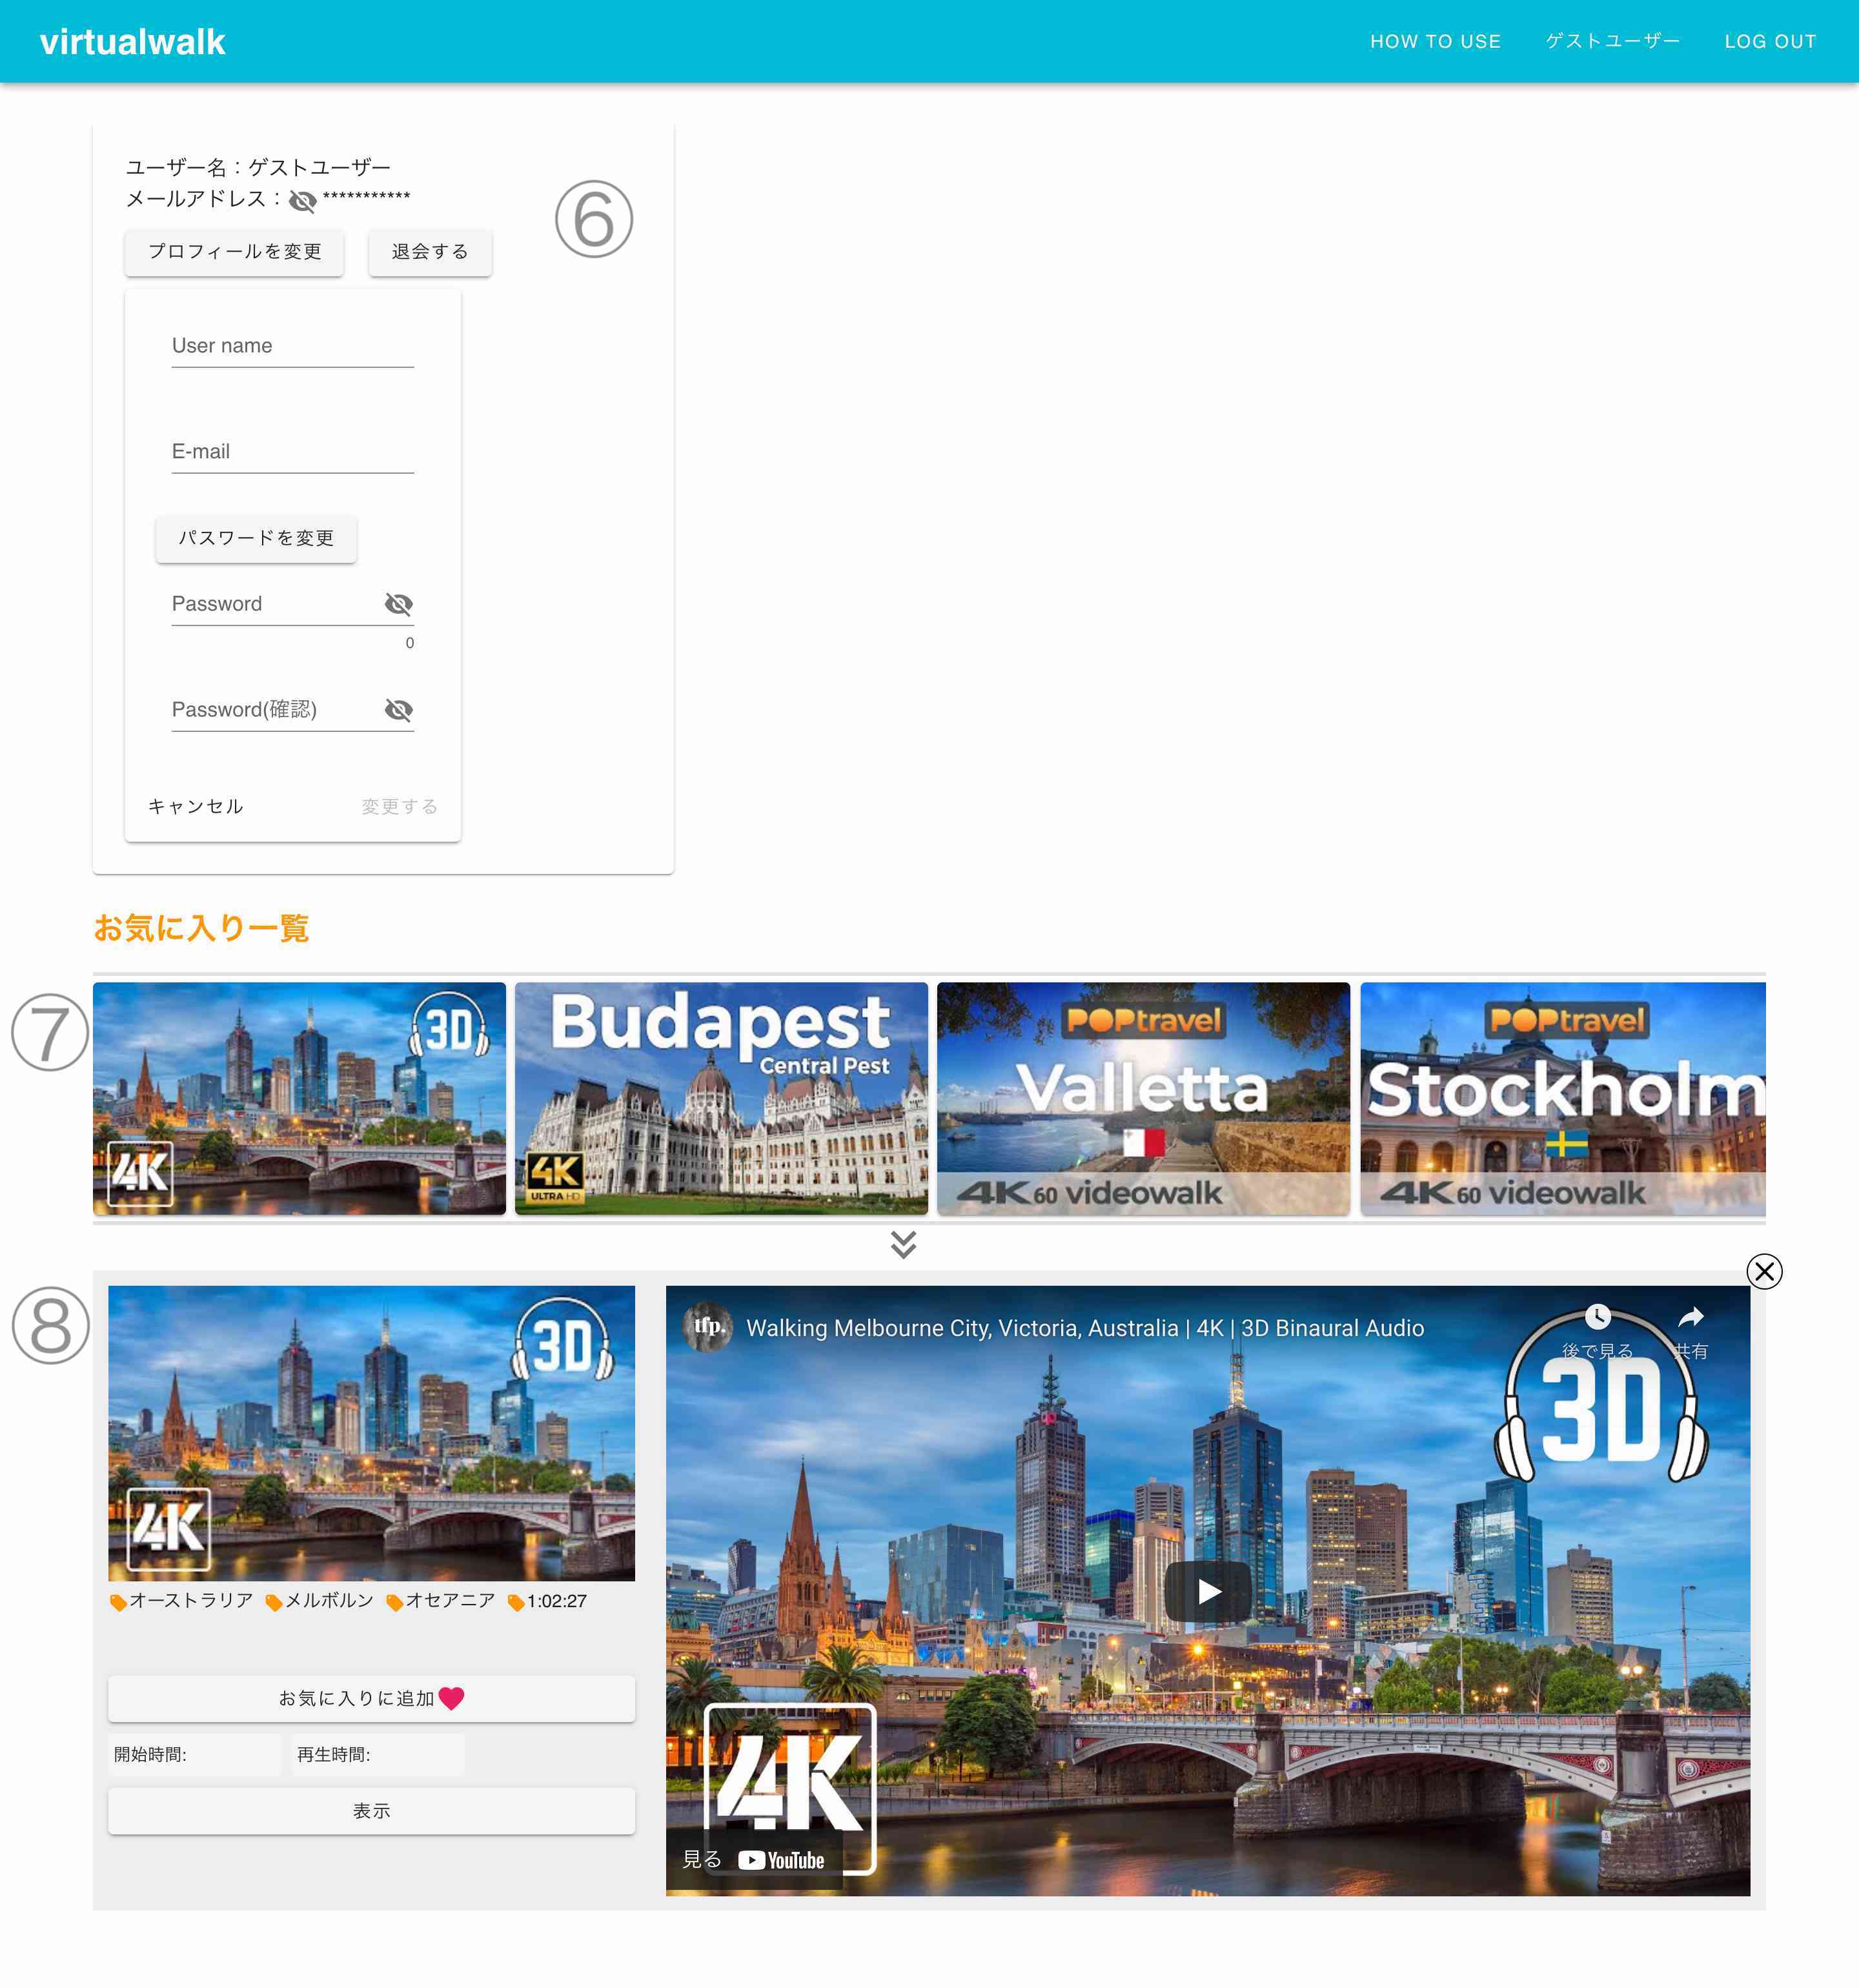 virtualwalk
HOW TO USE ゲストユーザー LOG OUT
ユーザー名：ゲストユーザー
メールアドレス： ***********
⑥
プロフィールを変更 退会する
User name
E-mail
パスワードを変更
Password
0
Password(確認)
キャンセル 変更する
お気に入り一覧
⑦
3D
4K
Budapest
Central Pest
4K
ULTRA HD
POPtravel
Valletta
4K 60 videowalk
POPtravel
Stockholm
4K 60 videowalk
⑧
3D
4K
オーストラリア メルボルン オセアニア 1:02:27
お気に入りに追加
開始時間: 再生時間:
表示
tfp. Walking Melbourne City, Victoria, Australia | 4K | 3D Binaural Audio
後で見る 共有
3D
4K
見る YouTube